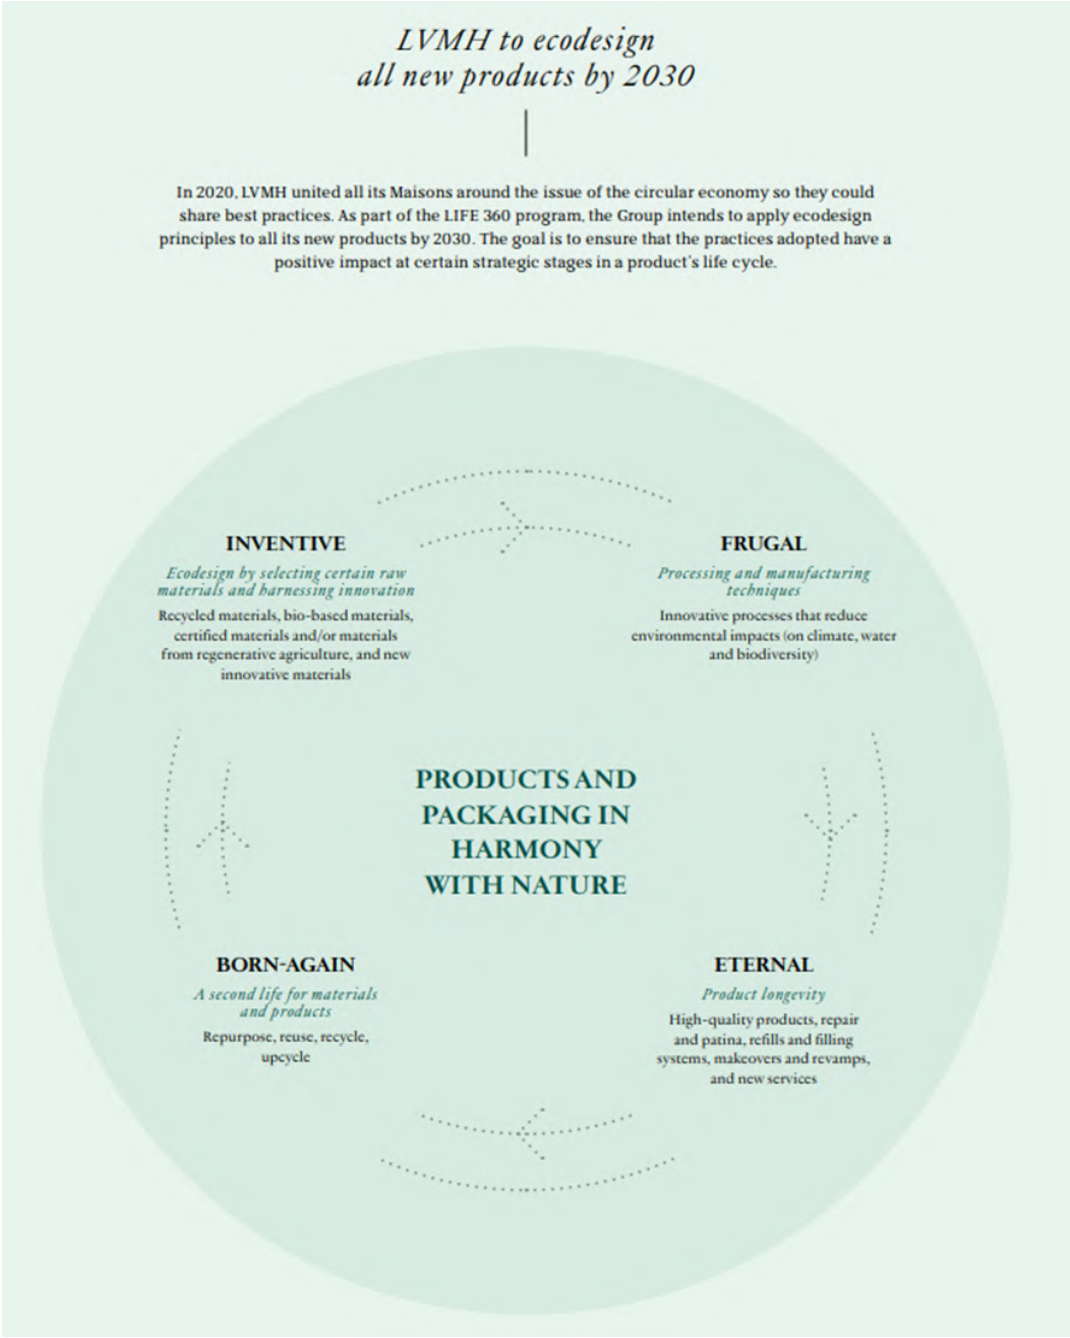 LVMH to ecodesign
all new products by 2030
In 2020, LVMH united all its Maisons around the issue of the circular economy so they could
share best practices. As part of the LIFE 360 program, the Group intends to apply ecodesign
principles to all its new products by 2030. The goal is to ensure that the practices adopted have a
positive impact at certain strategic stages in a product's life cycle.
INVENTIVE
Ecodesign by selecting certain raw
materials and harnessing innovation
Recycled materials, bio-based materials,
certified materials and/or materials
from regenerative agriculture, and new
innovative materials
FRUGAL
Processing and manufacturing
techniques
Innovative processes that reduce
environmental impacts (on climate, water
and biodiversity)
PRODUCTS AND
PACKAGING IN
HARMONY
WITH NATURE
BORN-AGAIN
A second life for materials
and products
Repurpose, reuse, recycle,
upcycle
ETERNAL
Product longevity
High-quality products, repair
and patina, refills and filling
systems, makeovers and revamps,
and new services